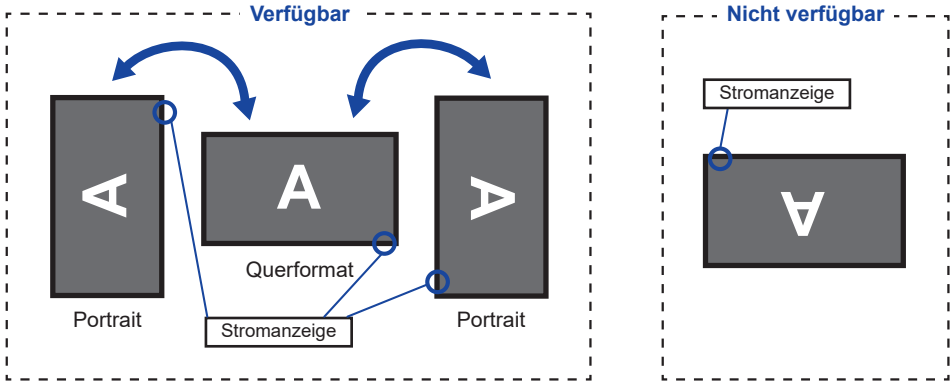 Verfügbar
Nicht verfügbar
Stromanzeige
A
A
A
A
Querformat
Portrait
Stromanzeige
Portrait